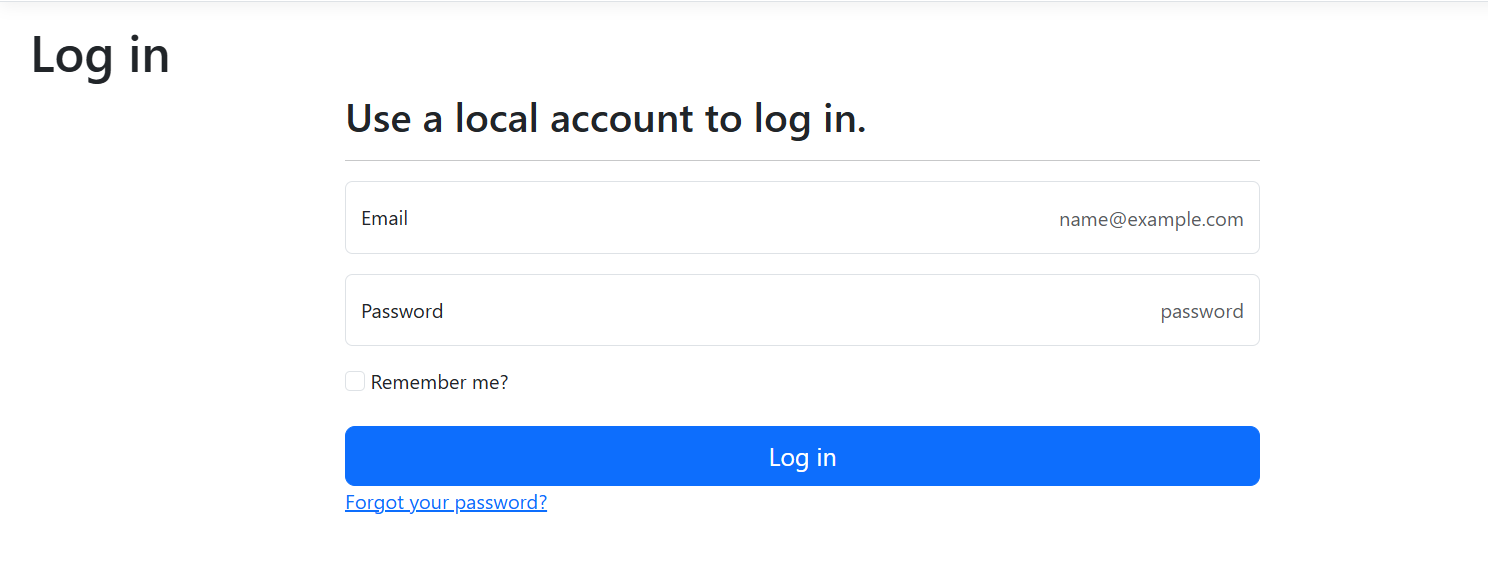 Log in
Use a local account to log in.
Email name@example.com
Password password
Remember me?
Log in
Forgot your password?